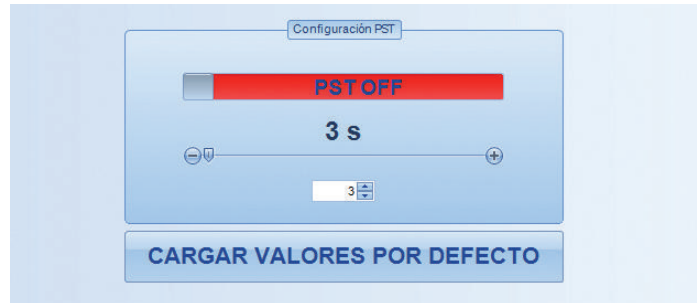 Configuración PST
PST OFF
3 s
3
CARGAR VALORES POR DEFECTO